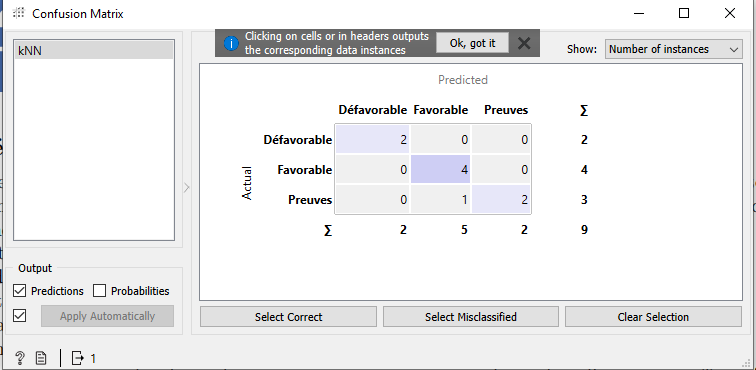 Confusion Matrix
kNN
Clicking on cells or in headers outputs
the corresponding data instances
Ok, got it
Show: Number of instances
Predicted
Défavorable Favorable Preuves Σ
Défavorable 2 0 0 2
Actual
Favorable 0 4 0 4
Preuves 0 1 2 3
Σ 2 5 2 9
Output
Predictions Probabilities
Apply Automatically
Select Correct Select Misclassified Clear Selection
? 1